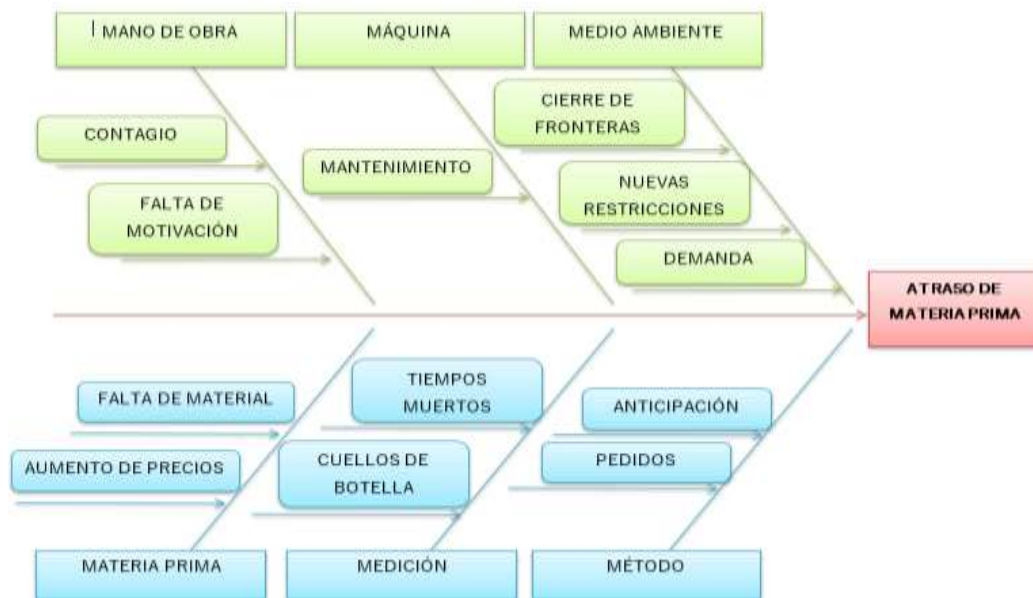 MANO DE OBRA
MÁQUINA
MEDIO AMBIENTE
CIERRE DE
FRONTERAS
CONTAGIO
MANTENIMIENTO
NUEVAS
RESTRICCIONES
FALTA DE
MOTIVACIÓN
DEMANDA
ATRASO DE
MATERIA PRIMA
TIEMPOS
MUERTOS
FALTA DE MATERIAL
ANTICIPACIÓN
AUMENTO DE PRECIOS
CUELLOS DE
BOTELLA
PEDIDOS
MATERIA PRIMA
MEDICIÓN
MÉTODO